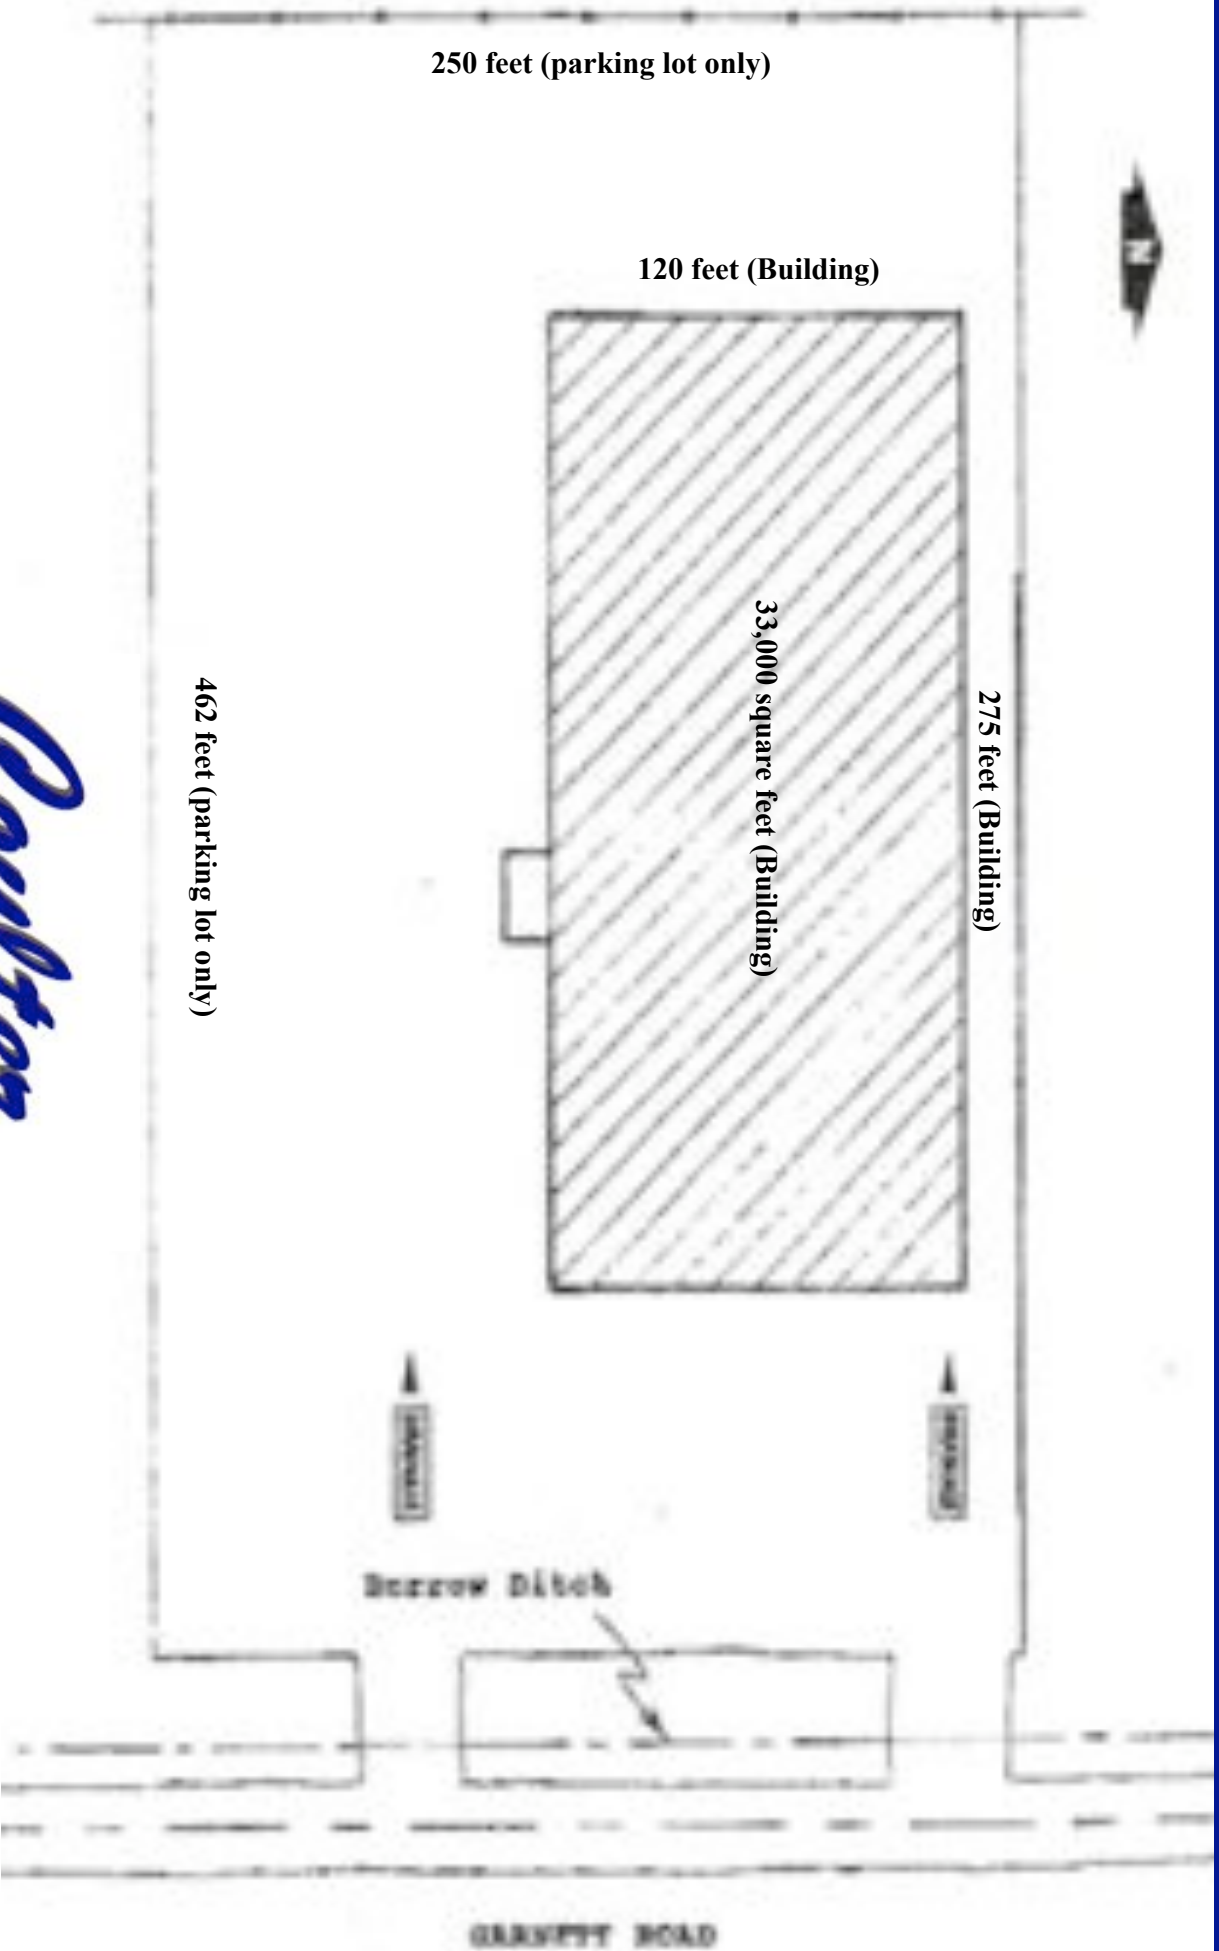 250 feet (parking lot only)
N
120 feet (Building)
33,000 square feet (Building)
275 feet (Building)
462 feet (parking lot only)
Borrow Ditch
GARNETT ROAD